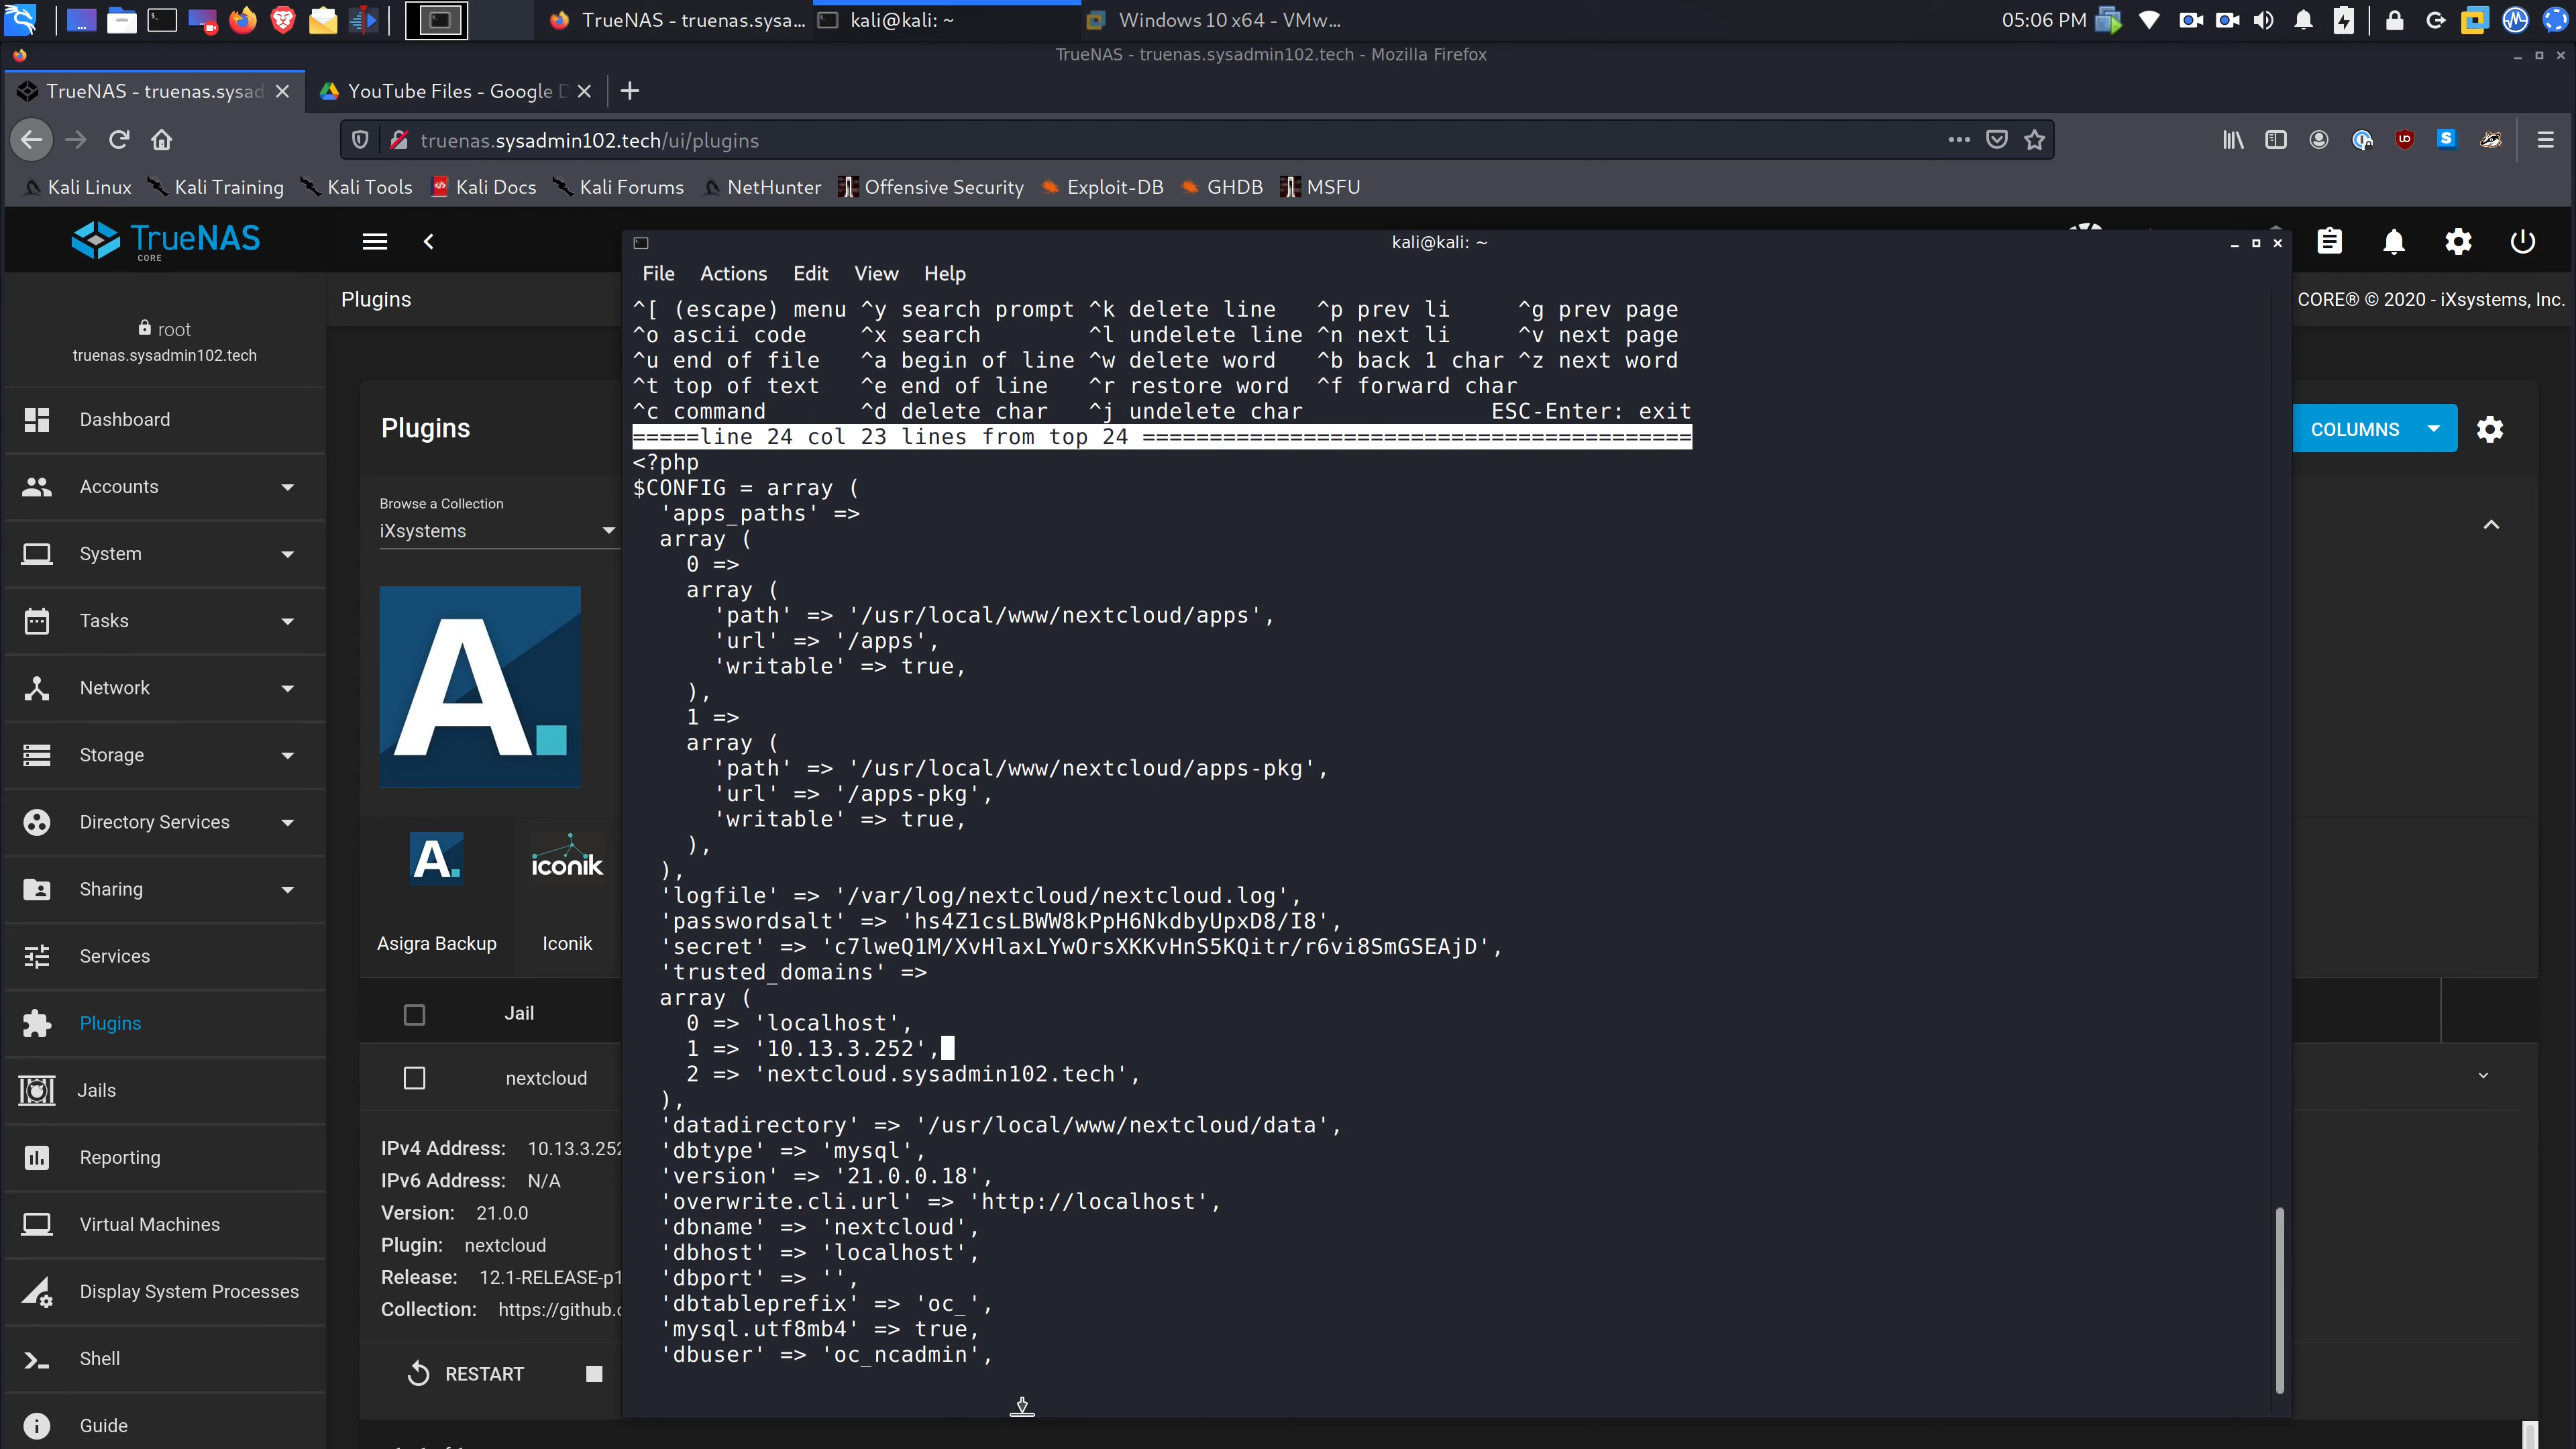 TrueNAS - truenas.sysa...
kali@kali: ~
Windows 10 x64 - VMw...
05:06 PM
TrueNAS - truenas.sysadmin102.tech - Mozilla Firefox
TrueNAS - truenas.sysad
YouTube Files - Google D
truenas.sysadmin102.tech/ui/plugins
Kali Linux
Kali Training
Kali Tools
Kali Docs
Kali Forums
NetHunter
Offensive Security
Exploit-DB
GHDB
MSFU
TrueNAS
CORE
kali@kali: ~
File Actions Edit View Help
Plugins
CORE® © 2020 - iXsystems, Inc.
root
truenas.sysadmin102.tech
Dashboard
Accounts
System
Tasks
Network
Storage
Directory Services
Sharing
Services
Plugins
Jails
Reporting
Virtual Machines
Display System Processes
Shell
Guide
Plugins
COLUMNS
Browse a Collection
iXsystems
A.
A.
iconik
Asigra Backup
Iconik
Jail
nextcloud
IPv4 Address: 10.13.3.252
IPv6 Address: N/A
Version: 21.0.0
Plugin: nextcloud
Release: 12.1-RELEASE-p1
Collection: https://github.c
RESTART
^[ (escape) menu ^y search prompt ^k delete line ^p prev li ^g prev page
^o ascii code ^x search ^l undelete line ^n next li ^v next page
^u end of file ^a begin of line ^w delete word ^b back 1 char ^z next word
^t top of text ^e end of line ^r restore word ^f forward char
^c command ^d delete char ^j undelete char ESC-Enter: exit
=====line 24 col 23 lines from top 24 =========================================
<?php
$CONFIG = array (
'apps_paths' =>
array (
0 =>
array (
'path' => '/usr/local/www/nextcloud/apps',
'url' => '/apps',
'writable' => true,
),
1 =>
array (
'path' => '/usr/local/www/nextcloud/apps-pkg',
'url' => '/apps-pkg',
'writable' => true,
),
),
'logfile' => '/var/log/nextcloud/nextcloud.log',
'passwordsalt' => 'hs4Z1csLBWW8kPpH6NkdbyUpxD8/I8',
'secret' => 'c7lweQ1M/XvHlaxLYwOrsXKKvHnS5KQitr/r6vi8SmGSEAjD',
'trusted_domains' =>
array (
0 => 'localhost',
1 => '10.13.3.252',
2 => 'nextcloud.sysadmin102.tech',
),
'datadirectory' => '/usr/local/www/nextcloud/data',
'dbtype' => 'mysql',
'version' => '21.0.0.18',
'overwrite.cli.url' => 'http://localhost',
'dbname' => 'nextcloud',
'dbhost' => 'localhost',
'dbport' => '',
'dbtableprefix' => 'oc_',
'mysql.utf8mb4' => true,
'dbuser' => 'oc_ncadmin',